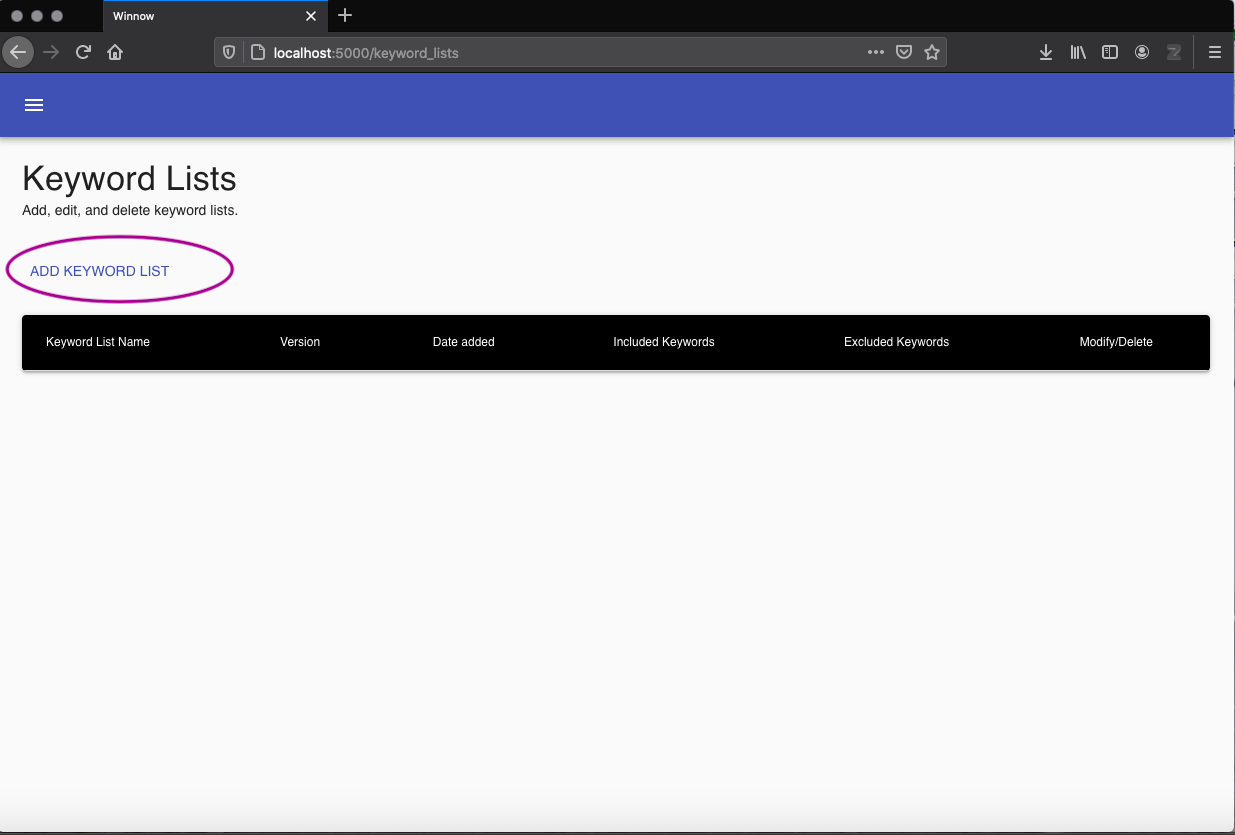 Winnow
localhost:5000/keyword_lists
Keyword Lists
Add, edit, and delete keyword lists.
ADD KEYWORD LIST
Keyword List Name Version Date added Included Keywords Excluded Keywords Modify/Delete